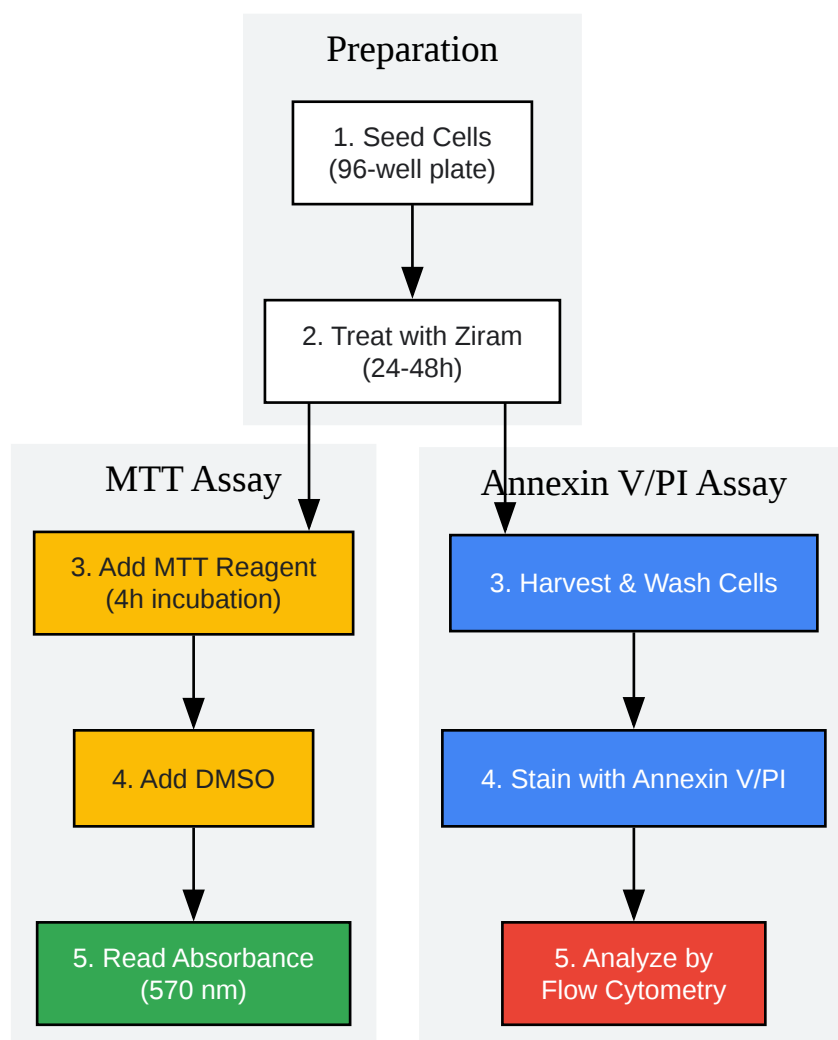 Preparation
1. Seed Cells
(96-well plate)
2. Treat with Ziram
(24-48h)
MTT Assay
3. Add MTT Reagent
(4h incubation)
4. Add DMSO
5. Read Absorbance
(570 nm)
Annexin V/PI Assay
3. Harvest & Wash Cells
4. Stain with Annexin V/PI
5. Analyze by
Flow Cytometry